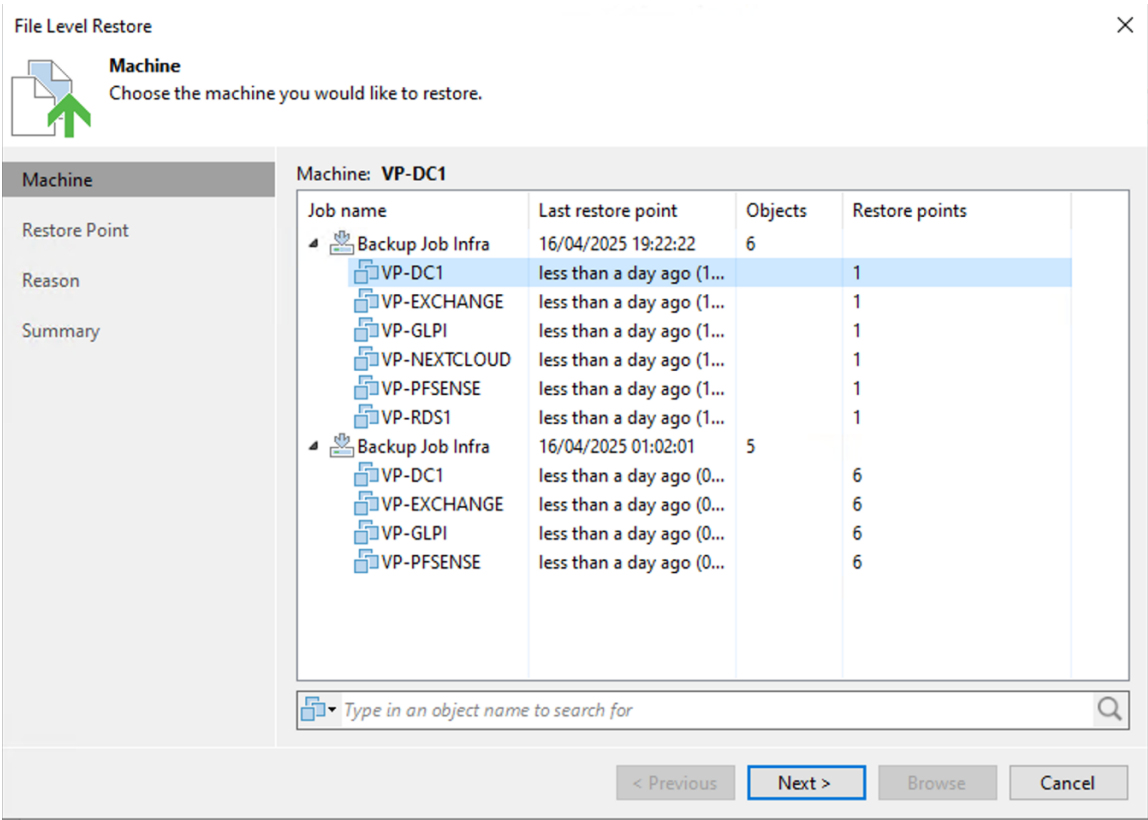 File Level Restore
Machine
Choose the machine you would like to restore.
Machine
Restore Point
Reason
Summary
Machine: VP-DC1
Job name Last restore point Objects Restore points
Backup Job Infra 16/04/2025 19:22:22 6
VP-DC1 less than a day ago (1... 1
VP-EXCHANGE less than a day ago (1... 1
VP-GLPI less than a day ago (1... 1
VP-NEXTCLOUD less than a day ago (1... 1
VP-PFSENSE less than a day ago (1... 1
VP-RDS1 less than a day ago (1... 1
Backup Job Infra 16/04/2025 01:02:01 5
VP-DC1 less than a day ago (0... 6
VP-EXCHANGE less than a day ago (0... 6
VP-GLPI less than a day ago (0... 6
VP-PFSENSE less than a day ago (0... 6
Type in an object name to search for
< Previous Next > Browse Cancel